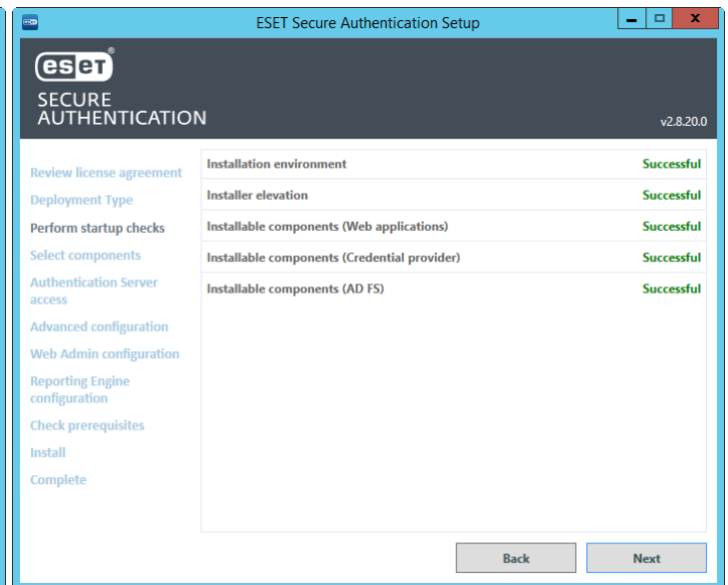 ESET Secure Authentication Setup
eset
SECURE
AUTHENTICATION
v2.8.20.0
Review license agreement
Deployment Type
Perform startup checks
Select components
Authentication Server
access
Advanced configuration
Web Admin configuration
Reporting Engine
configuration
Check prerequisites
Install
Complete
Installation environment Successful
Installer elevation Successful
Installable components (Web applications) Successful
Installable components (Credential provider) Successful
Installable components (AD FS) Successful
Back Next